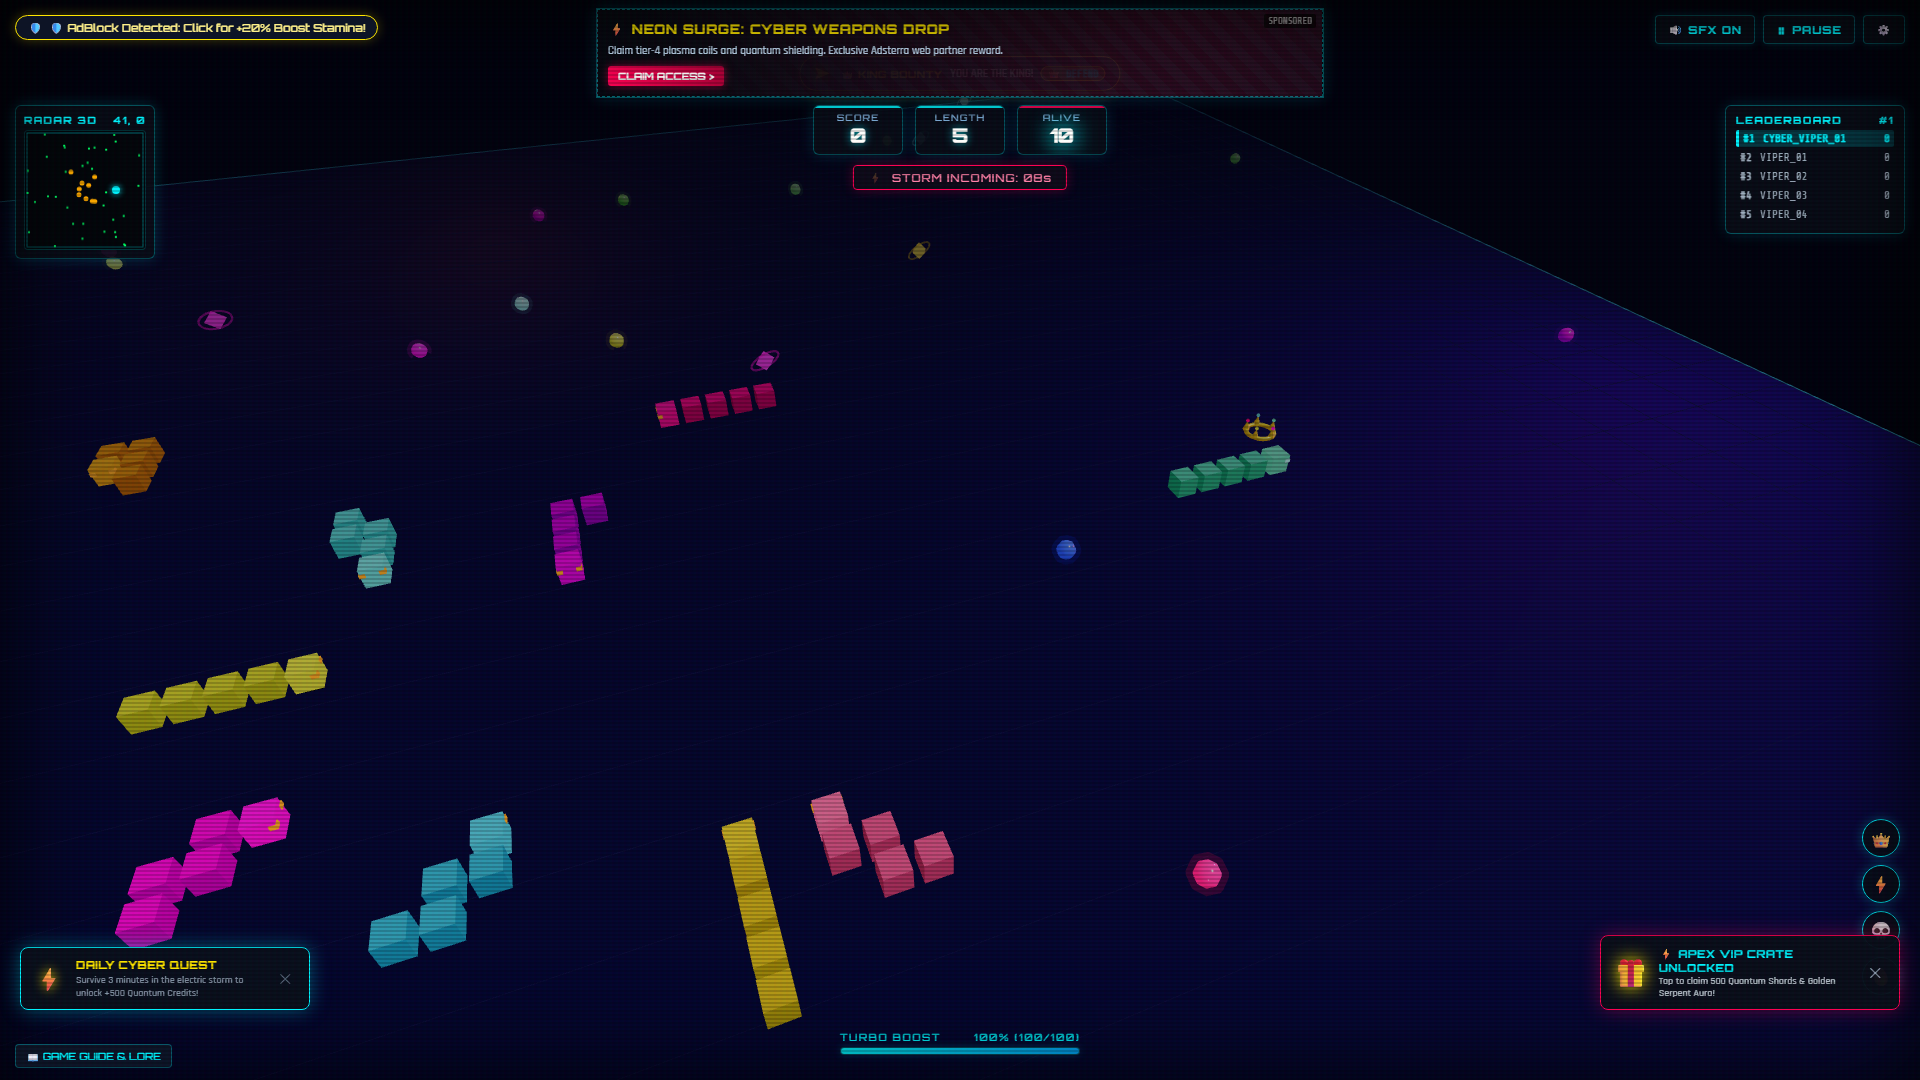 AdBlock Detected: Click for +20% Boost Stamina!
NEON SURGE: CYBER WEAPONS DROP
SPONSORED
Claim tier-4 plasma coils and quantum shielding. Exclusive Adsterra web partner reward.
CLAIM ACCESS >
SFX ON
PAUSE
RADAR 3D 41, 0
SCORE
0
LENGTH
5
ALIVE
10
STORM INCOMING: 08s
LEADERBOARD #1
#1 CYBER_VIPER_01 0
#2 VIPER_01 0
#3 VIPER_02 0
#4 VIPER_03 0
#5 VIPER_04 0
DAILY CYBER QUEST
Survive 3 minutes in the electric storm to
unlock +500 Quantum Credits!
APEX VIP CRATE
UNLOCKED
Tap to claim 500 Quantum Shards & Golden
Serpent Aura!
TURBO BOOST 100% (100/100)
GAME GUIDE & LORE